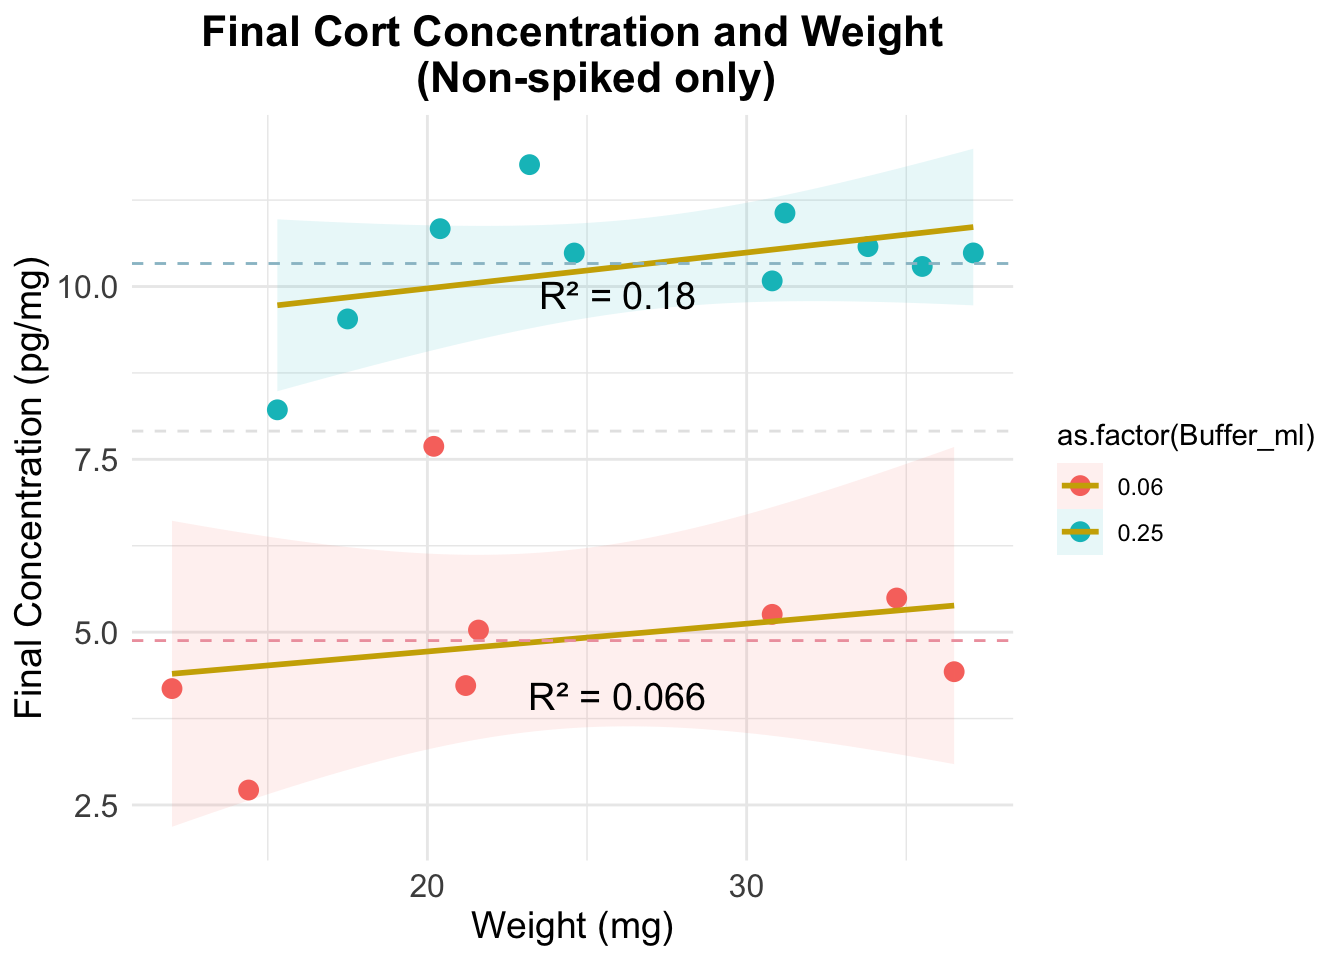 Final Cort Concentration and Weight
(Non-spiked only)
Final Concentration (pg/mg)
10.0
7.5
5.0
2.5
R² = 0.18
R² = 0.066
20
30
Weight (mg)
as.factor(Buffer_ml)
0.06
0.25